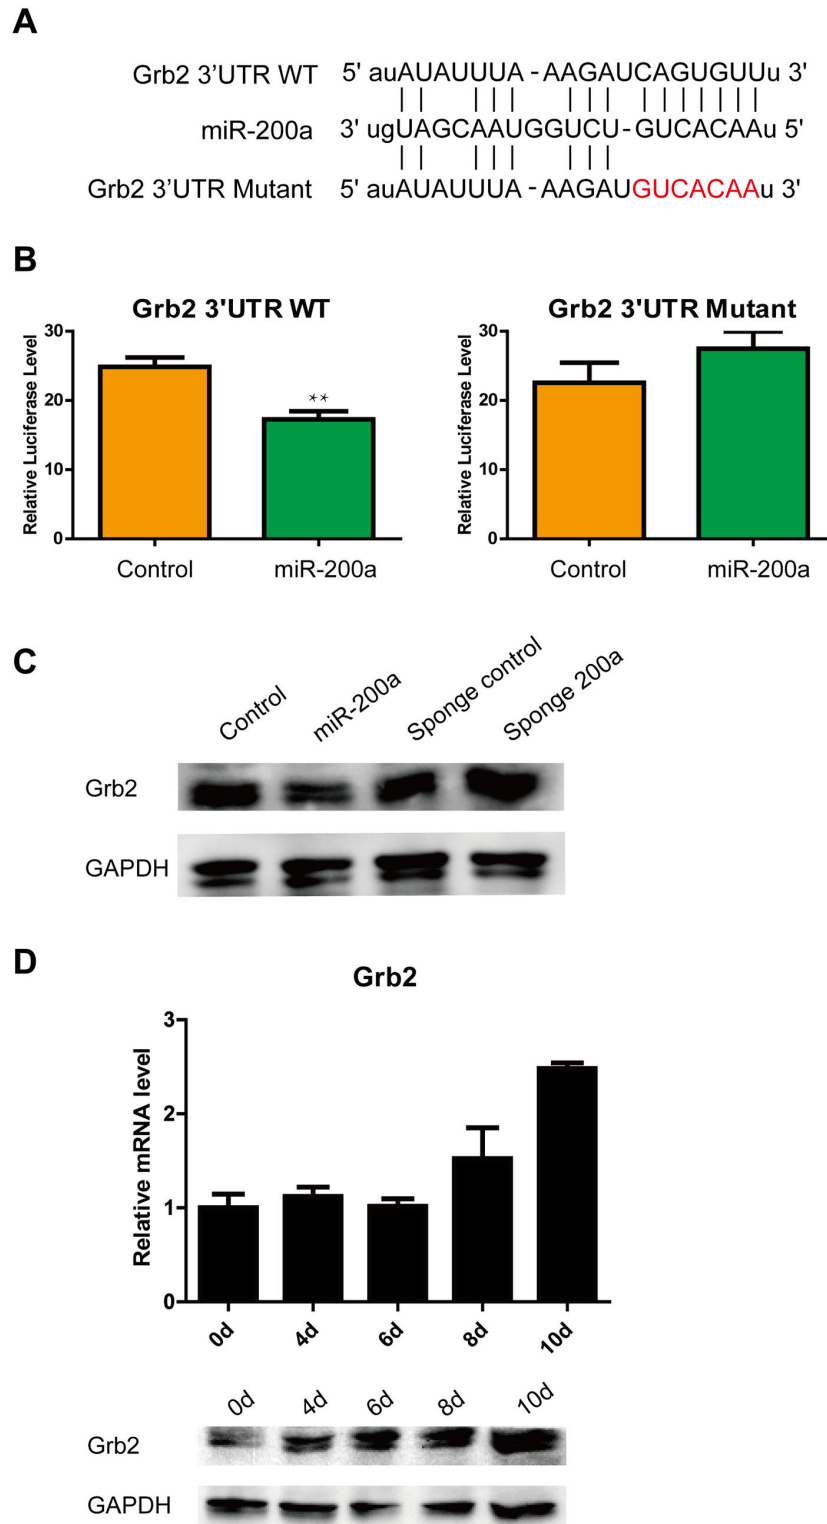 A
Grb2 3'UTR WT 5' auAUAUUUA-AAGAUCAGUGUUu 3'
miR-200a 3' ugUAGCAAUGGUCU-GUCACAAu 5'
Grb2 3'UTR Mutant 5' auAUAUUUA-AAGAUGUCACAAu 3'
B
Grb2 3'UTR WT
Relative Luciferase Level
30
20
10
0
**
Control miR-200a
Grb2 3'UTR Mutant
Relative Luciferase Level
30
20
10
0
Control miR-200a
C
Control miR-200a Sponge control Sponge 200a
Grb2
GAPDH
D
Grb2
Relative mRNA level
3
2
1
0
0d 4d 6d 8d 10d
0d 4d 6d 8d 10d
Grb2
GAPDH